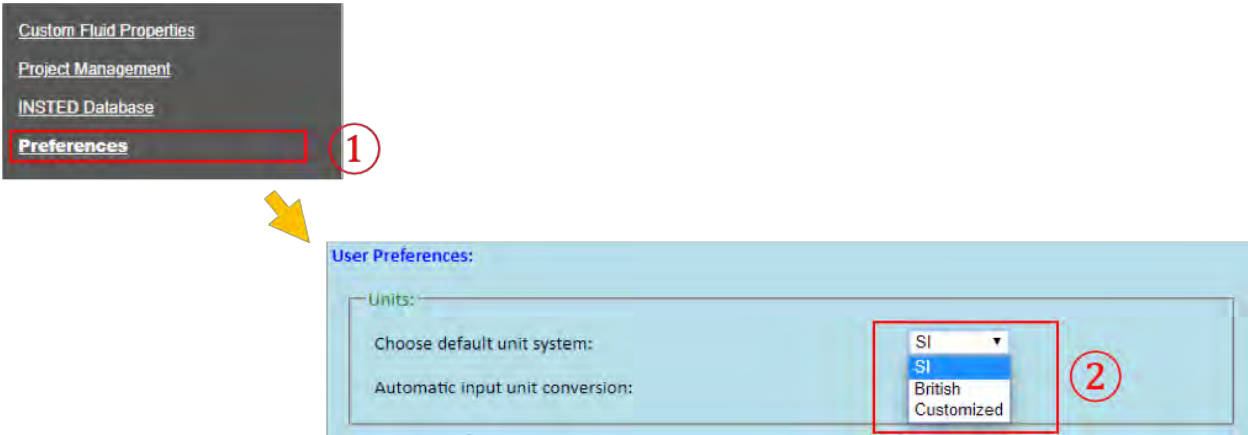 Custom Fluid Properties
Project Management
INSTED Database
Preferences
①
User Preferences:
Units:
Choose default unit system:
SI
SI
British
Customized
②
Automatic input unit conversion: